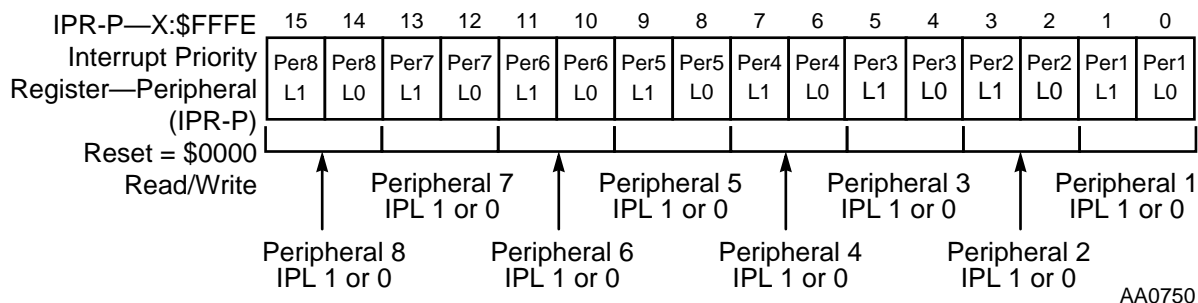 IPR-P—X:$FFFE
Interrupt Priority
Register—Peripheral
(IPR-P)
Reset = $0000
Read/Write
15 14 13 12 11 10 9 8 7 6 5 4 3 2 1 0
Per8 Per8 Per7 Per7 Per6 Per6 Per5 Per5 Per4 Per4 Per3 Per3 Per2 Per2 Per1 Per1
L1 L0 L1 L0 L1 L0 L1 L0 L1 L0 L1 L0 L1 L0 L1 L0
Peripheral 7 Peripheral 5 Peripheral 3 Peripheral 1
IPL 1 or 0 IPL 1 or 0 IPL 1 or 0 IPL 1 or 0
Peripheral 8 Peripheral 6 Peripheral 4 Peripheral 2
IPL 1 or 0 IPL 1 or 0 IPL 1 or 0 IPL 1 or 0
AA0750